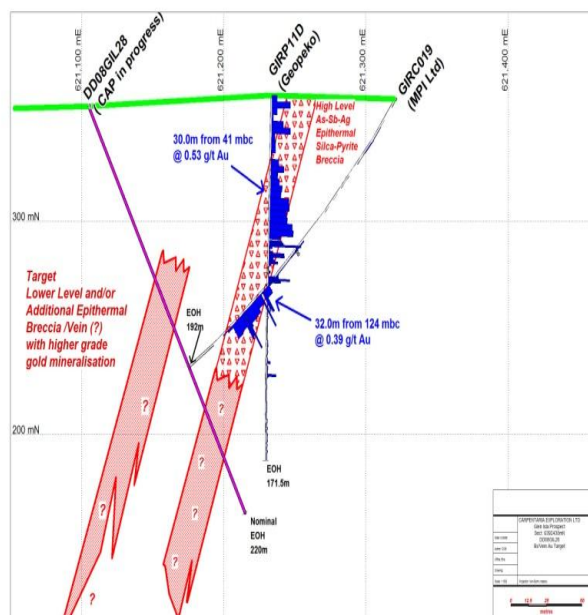 621,100 mE
621,200 mE
621,300 mE
621,400 mE
DD08GIL28
(CAP in progress)
GIRP11D
(Geopeko)
GIRC019
(MPI Ltd)
High Level
As-Sb-Ag
Epithermal
Silca-Pyrite
Breccia
30.0m from 41 mbc
@ 0.53 g/t Au
300 mN
Target
Lower Level and/or
Additional Epithermal
Breccia /Vein (?)
with higher grade
gold mineralisation
EOH
192m
32.0m from 124 mbc
@ 0.39 g/t Au
?
?
?
?
?
?
200 mN
EOH
171.5m
Nominal
EOH
220m
CARPENTARIA EXPLORATION LTD
DD08GIL28
metres